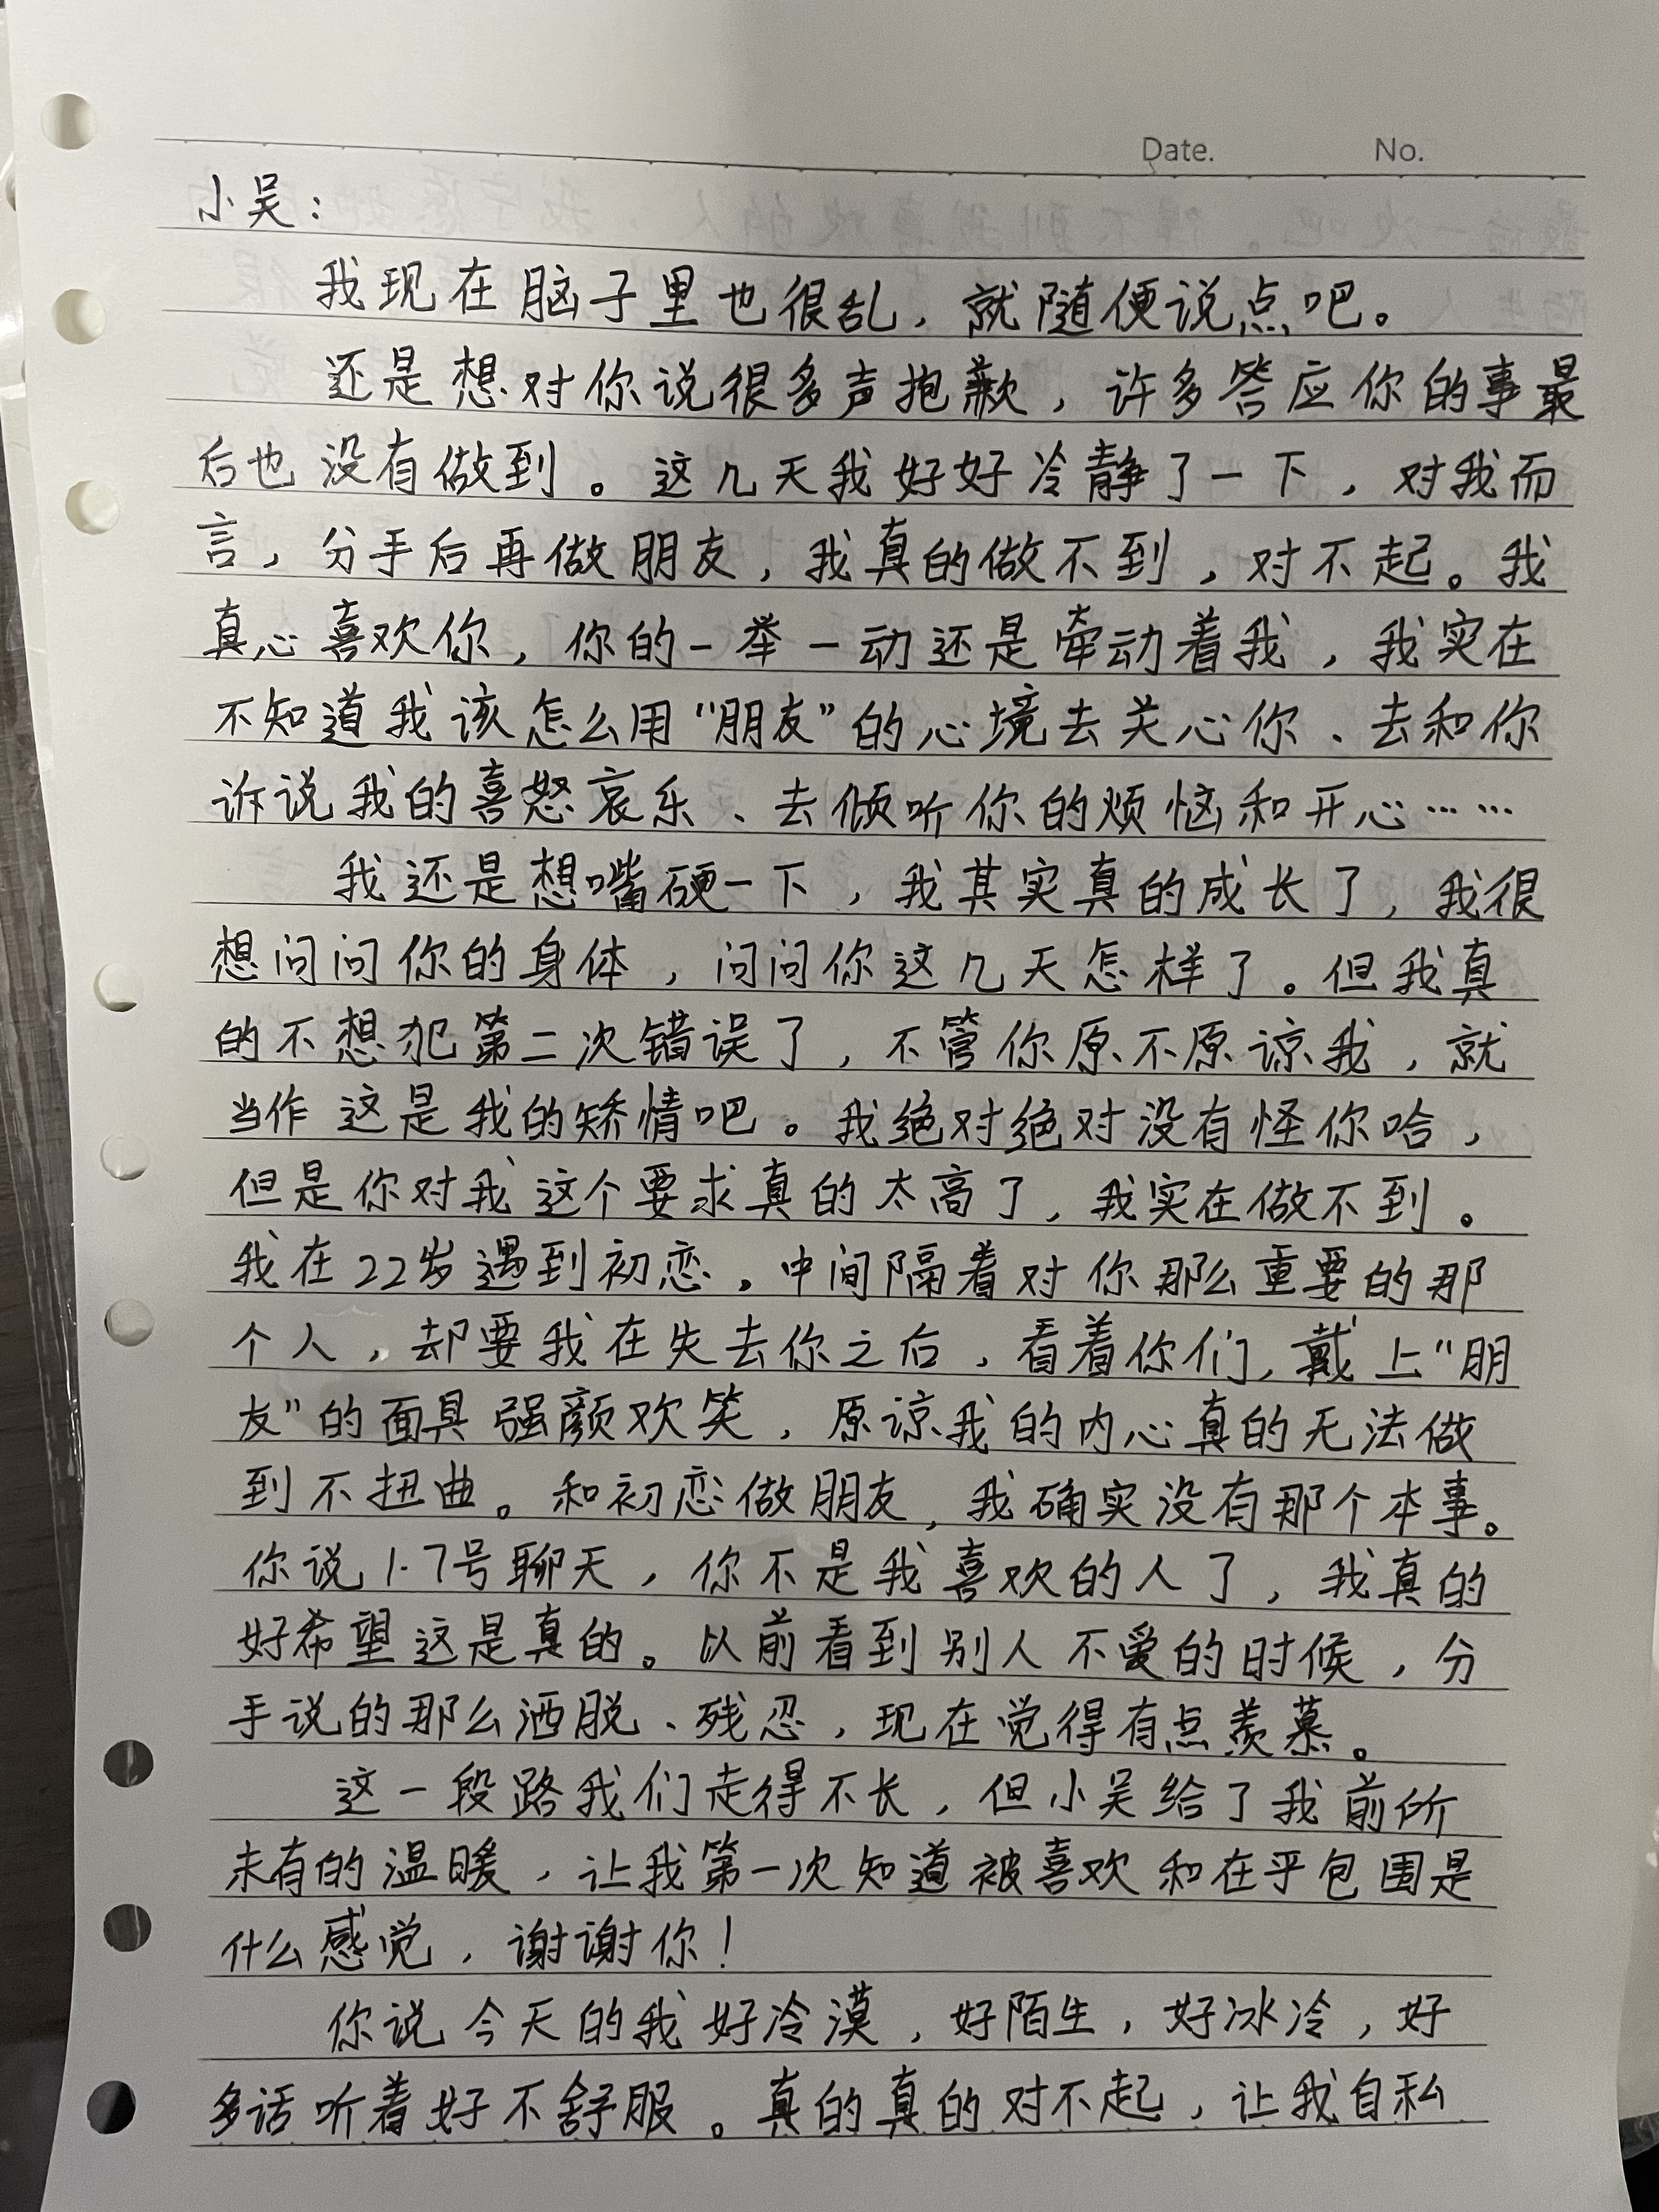 Date. No.
小吴：
我现在脑子里也很乱，就随便说点吧。
还是想对你说很多声抱歉，许多答应你的事最
后也没有做到。这几天我好好冷静了一下，对我而
言，分手后再做朋友，我真的做不到，对不起。我
真心喜欢你，你的一举一动还是牵动着我，我实在
不知道我该怎么用“朋友”的心境去关心你、去和你
诉说我的喜怒哀乐、去倾听你的烦恼和开心……
我还是想嘴硬一下，我其实真的成长了，我很
想问问你的身体，问问你这几天怎样了。但我真
的不想犯第二次错误了，不管你原不原谅我，就
当作这是我的矫情吧。我绝对绝对没有怪你哈，
但是你对我这个要求真的太高了，我实在做不到。
我在22岁遇到初恋，中间隔着对你那么重要的那
个人，却要我在失去你之后，看着你们，戴上“朋
友”的面具强颜欢笑，原谅我的内心真的无法做
到不扭曲。和初恋做朋友，我确实没有那个本事。
你说1.7号聊天，你不是我喜欢的人了，我真的
好希望这是真的。以前看到别人不爱的时候，分
手说的那么洒脱、残忍，现在觉得有点羡慕。
这一段路我们走得不长，但小吴给了我前所
未有的温暖，让我第一次知道被喜欢和在乎包围是
什么感觉，谢谢你！
你说今天的我好冷漠，好陌生，好冰冷，好
多话听着好不舒服。真的真的对不起，让我自私